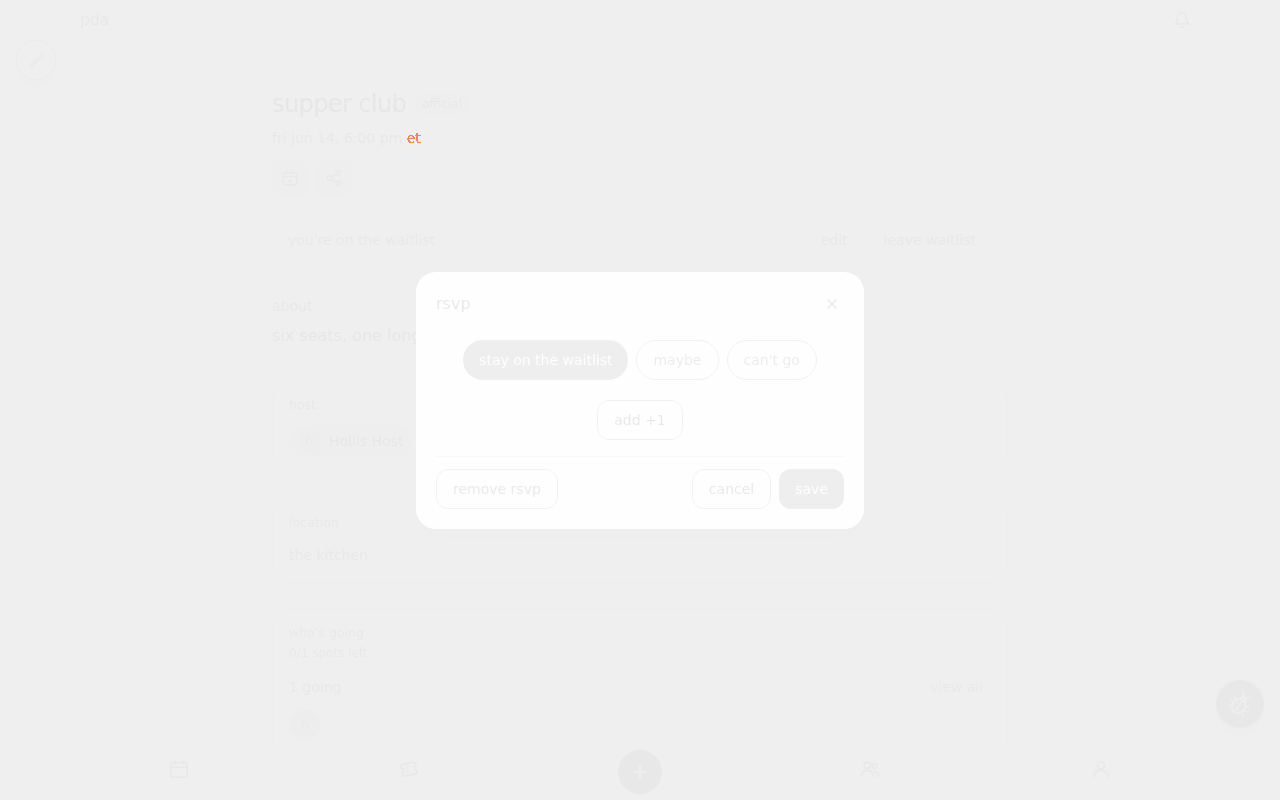 pda
supper club official
fri jun 14, 6:00 pm et
you're on the waitlist edit leave waitlist
about
six seats, one long
rsvp
stay on the waitlist maybe can't go
add +1
remove rsvp cancel save
host
Hollis Host
location
the kitchen
who's going
0/1 spots left
1 going view all